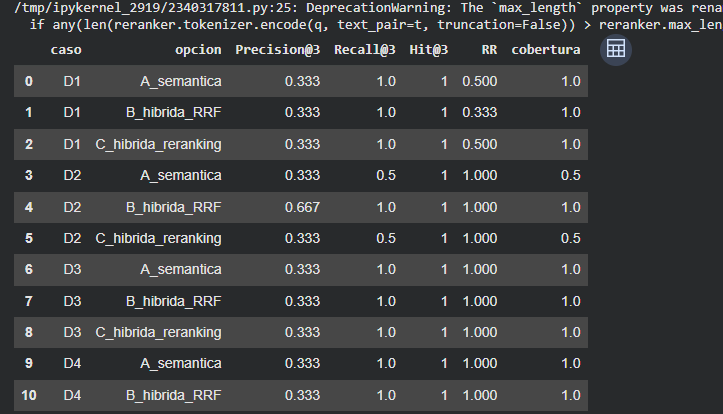 /tmp/ipykernel_2919/2340317811.py:25: DeprecationWarning: The `max_length` property was rena
if any(len(reranker.tokenizer.encode(q, text_pair=t, truncation=False)) > reranker.max_len
caso opcion Precision@3 Recall@3 Hit@3 RR cobertura
0 D1 A_semantica 0.333 1.0 1 0.500 1.0
1 D1 B_hibrida_RRF 0.333 1.0 1 0.333 1.0
2 D1 C_hibrida_reranking 0.333 1.0 1 0.500 1.0
3 D2 A_semantica 0.333 0.5 1 1.000 0.5
4 D2 B_hibrida_RRF 0.667 1.0 1 1.000 1.0
5 D2 C_hibrida_reranking 0.333 0.5 1 1.000 0.5
6 D3 A_semantica 0.333 1.0 1 1.000 1.0
7 D3 B_hibrida_RRF 0.333 1.0 1 1.000 1.0
8 D3 C_hibrida_reranking 0.333 1.0 1 1.000 1.0
9 D4 A_semantica 0.333 1.0 1 1.000 1.0
10 D4 B_hibrida_RRF 0.333 1.0 1 1.000 1.0